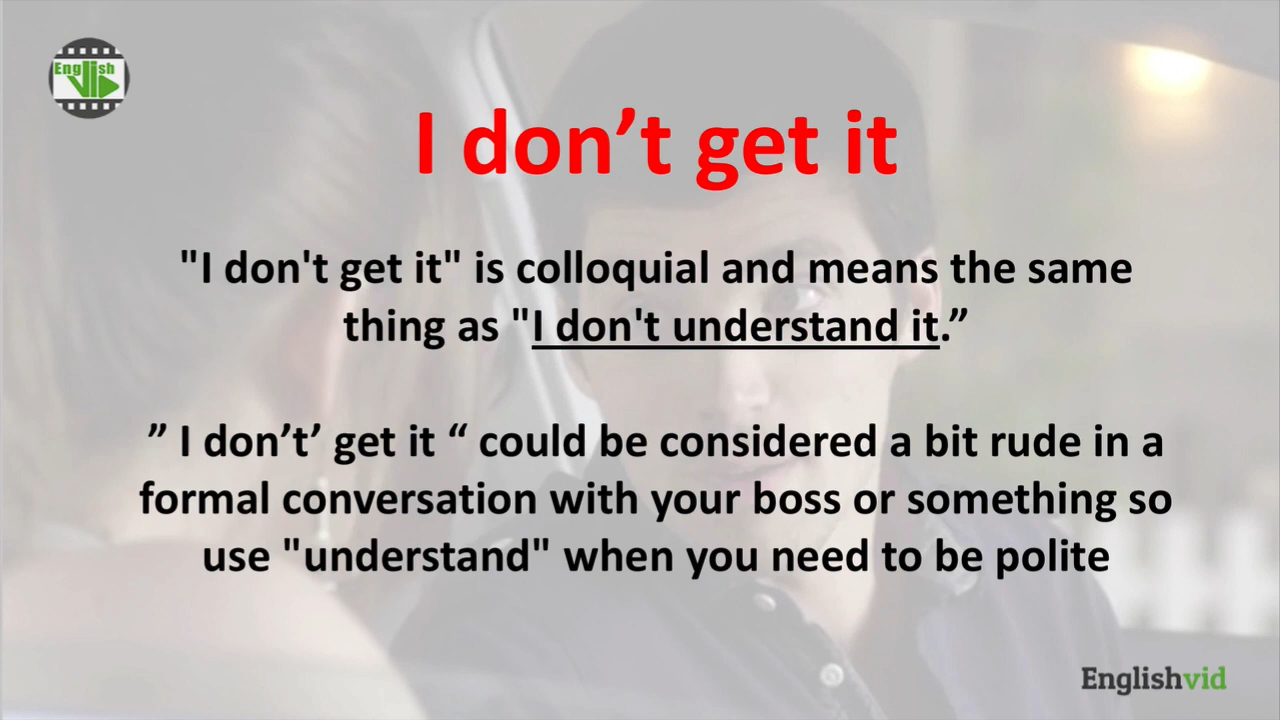 English
VID
I don’t get it
"I don't get it" is colloquial and means the same
thing as "I don't understand it.”
” I don’t’ get it “ could be considered a bit rude in a
formal conversation with your boss or something so
use "understand" when you need to be polite
Englishvid